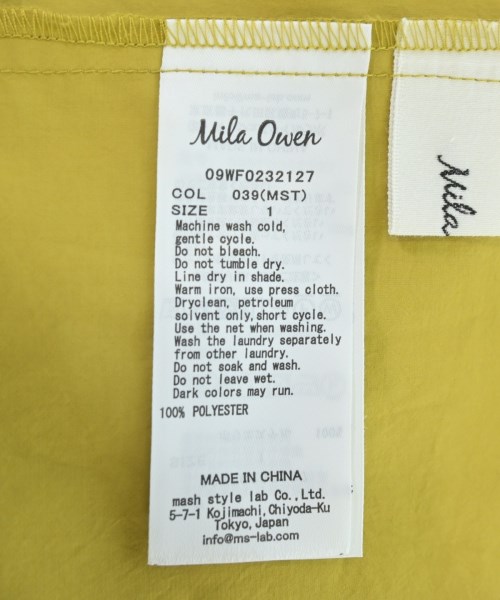 Mila Owen
09WF0232127
COL 039(MST)
SIZE 1
Machine wash cold,
gentle cycle.
Do not bleach.
Do not tumble dry.
Line dry in shade.
Warm iron, use press cloth.
Dryclean, petroleum
solvent only,short cycle.
Use the net when washing.
Wash the laundry separately
from other laundry.
Do not soak and wash.
Do not leave wet.
Dark colors may run.
100% POLYESTER
MADE IN CHINA
mash style lab Co.,Ltd.
5-7-1 Kojimachi,Chiyoda-Ku
Tokyo,Japan
info@ms-lab.com
Mila